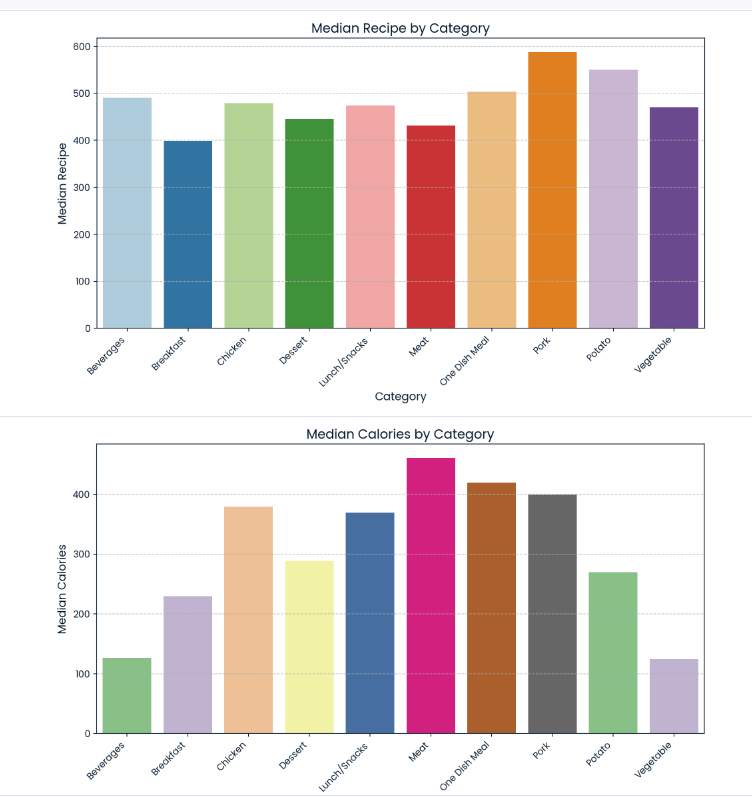 Median Recipe by Category
Median Recipe
600
500
400
300
200
100
0
Beverages
Breakfast
Chicken
Dessert
Lunch/Snacks
Meat
One Dish Meal
Pork
Potato
Vegetable
Category
Median Calories by Category
Median Calories
400
300
200
100
0
Beverages
Breakfast
Chicken
Dessert
Lunch/Snacks
Meat
One Dish Meal
Pork
Potato
Vegetable